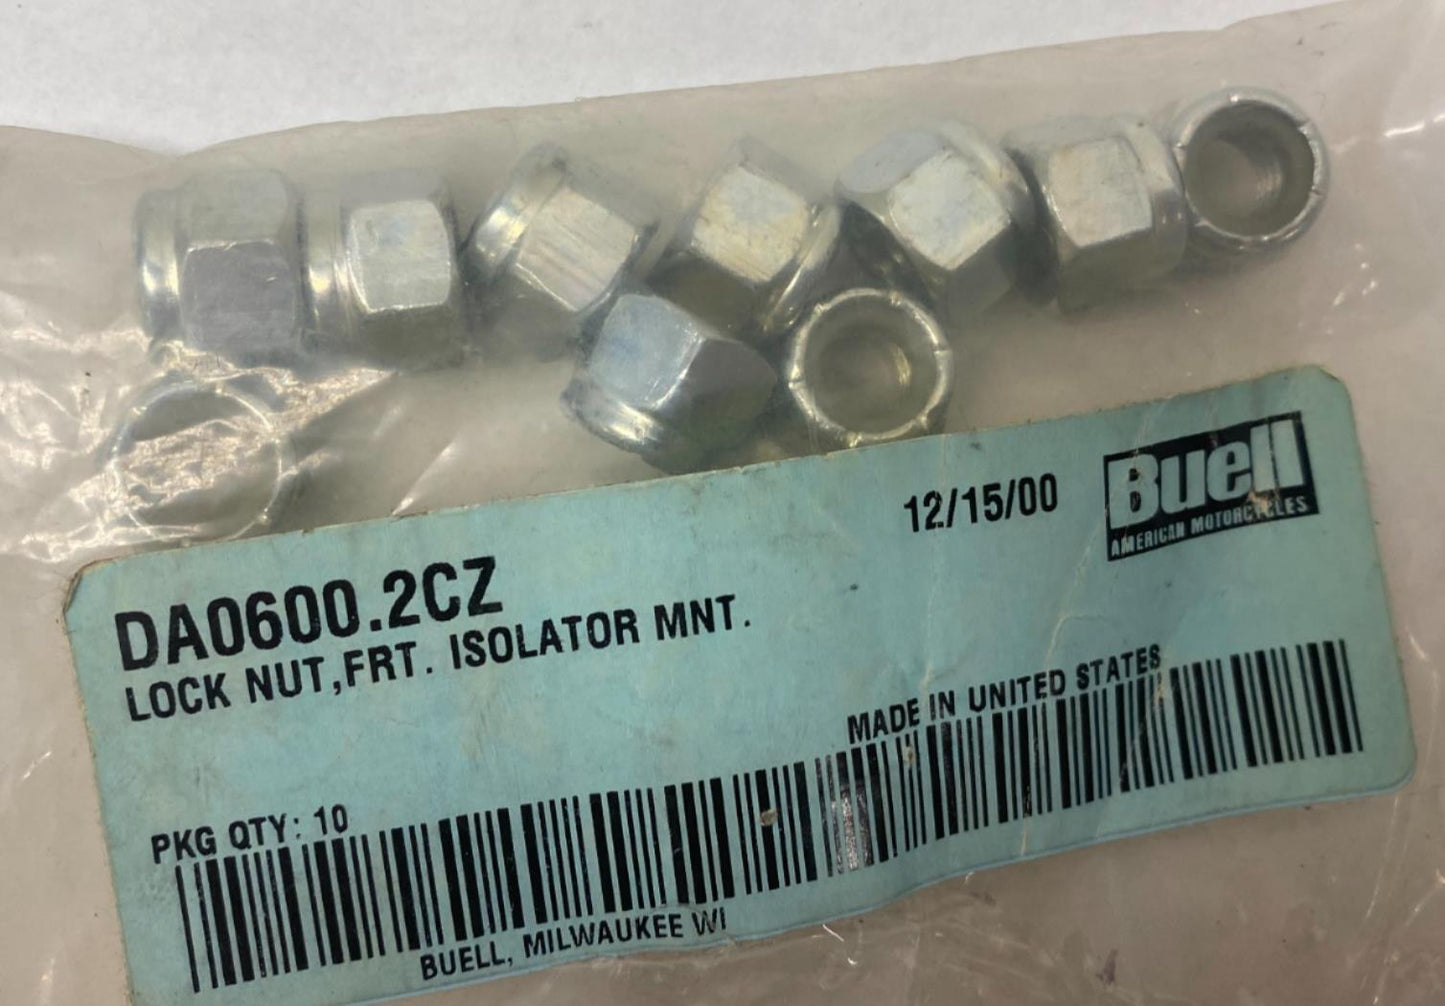 12/15/00
Buell
AMERICAN MOTORCYCLES
DA0600.2CZ
LOCK NUT,FRT. ISOLATOR MNT.
MADE IN UNITED STATES
PKG QTY: 10
BUELL, MILWAUKEE WI